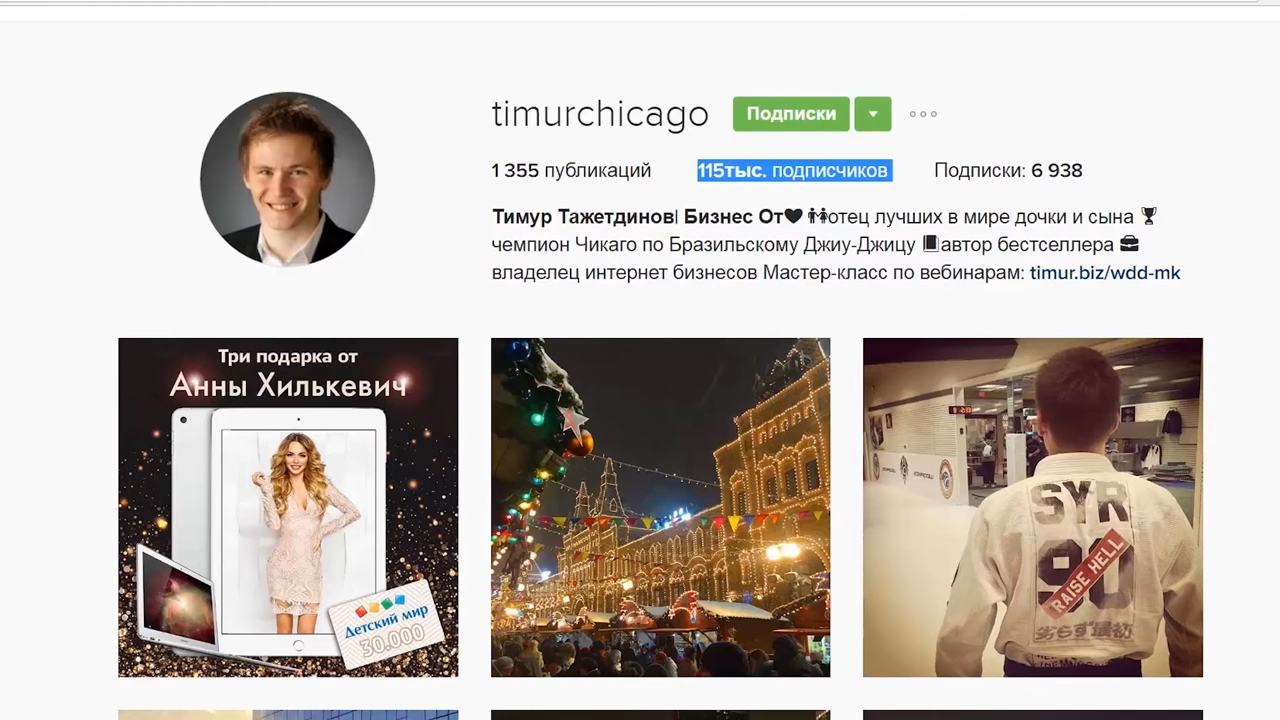 timurchicago
Подписки
1 355 публикаций
115тыс. подписчиков
Подписки: 6 938
Тимур Тажетдинов| Бизнес От❤ 👫отец лучших в мире дочки и сына 🏆
чемпион Чикаго по Бразильскому Джиу-Джицу 📓автор бестселлера 💼
владелец интернет бизнесов Мастер-класс по вебинарам: timur.biz/wdd-mk
Три подарка от
Анны Хилькевич
Детский мир
30.000
SYR
90
RAISE HELL